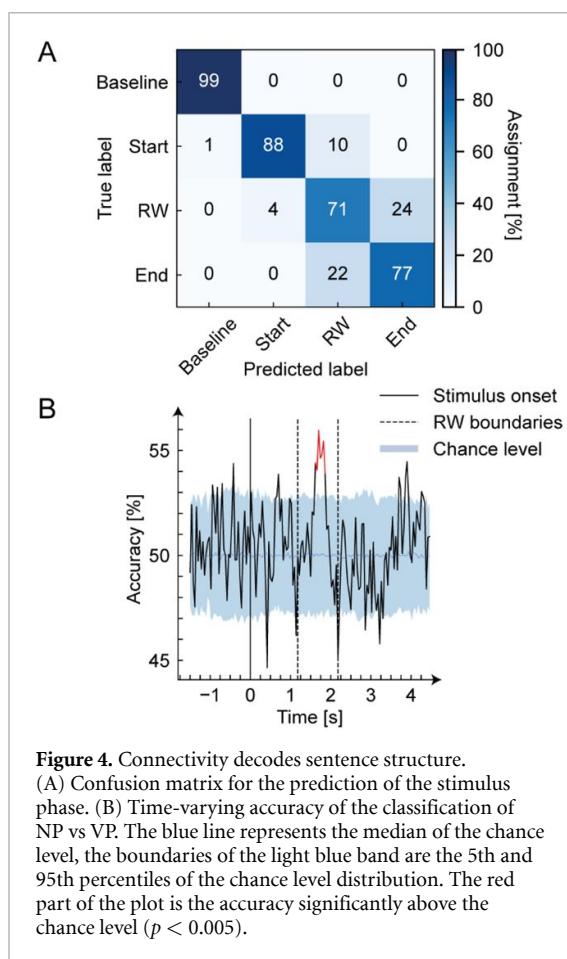 A
Baseline 99 0 0 0
Start 1 88 10 0
RW 0 4 71 24
End 0 0 22 77
True label
Baseline Start RW End
Predicted label
100
80
60
40
20
0
Assignment [%]
B
Stimulus onset
RW boundaries
Chance level
55
50
45
Accuracy [%]
−1 0 1 2 3 4
Time [s]
Figure 4. Connectivity decodes sentence structure.
(A) Confusion matrix for the prediction of the stimulus
phase. (B) Time-varying accuracy of the classification of
NP vs VP. The blue line represents the median of the chance
level, the boundaries of the light blue band are the 5th and
95th percentiles of the chance level distribution. The red
part of the plot is the accuracy significantly above the
chance level (p < 0.005).